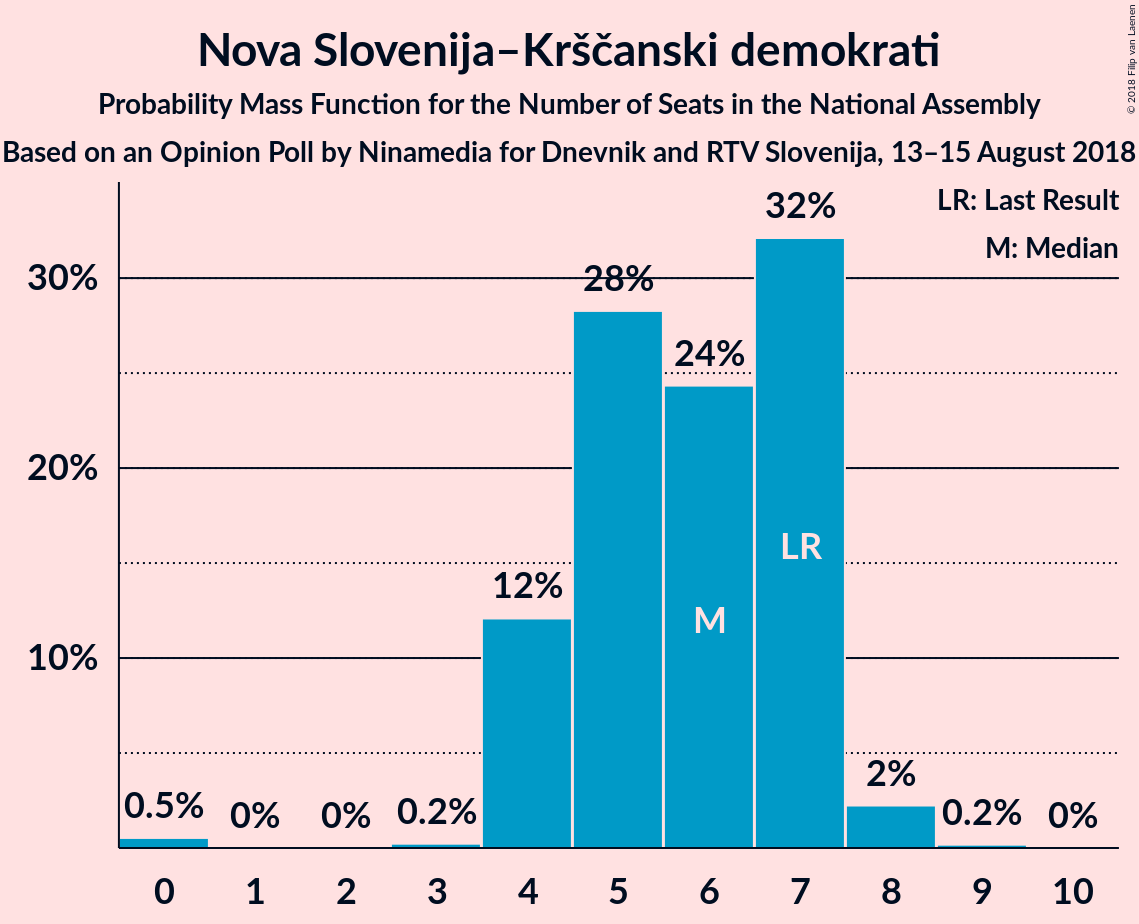 Nova Slovenija–Krščanski demokrati
Probability Mass Function for the Number of Seats in the National Assembly
Based on an Opinion Poll by Ninamedia for Dnevnik and RTV Slovenija, 13–15 August 2018
© 2018 Filip van Laenen
LR: Last Result
M: Median
30%
20%
10%
0.5%
0%
0%
0.2%
12%
28%
24%
32%
2%
0.2%
0%
M
LR
0 1 2 3 4 5 6 7 8 9 10